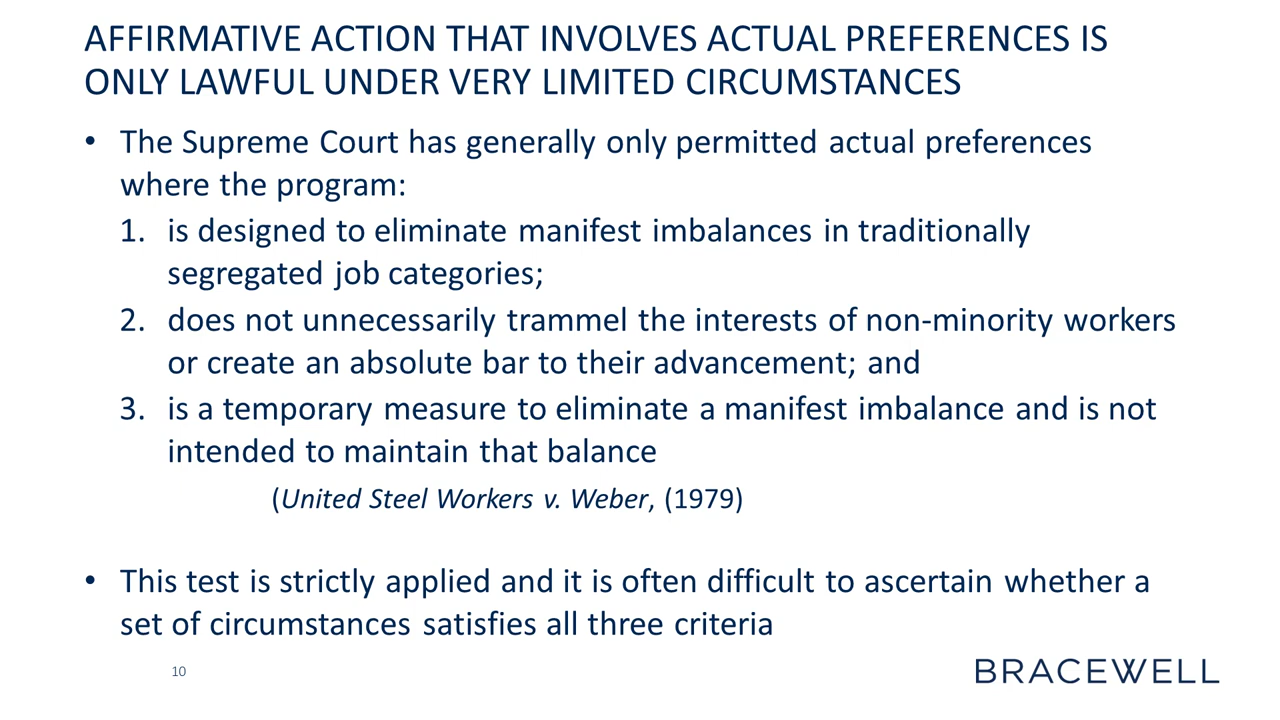 AFFIRMATIVE ACTION THAT INVOLVES ACTUAL PREFERENCES IS
ONLY LAWFUL UNDER VERY LIMITED CIRCUMSTANCES
• The Supreme Court has generally only permitted actual preferences
where the program:
1. is designed to eliminate manifest imbalances in traditionally
segregated job categories;
2. does not unnecessarily trammel the interests of non-minority workers
or create an absolute bar to their advancement; and
3. is a temporary measure to eliminate a manifest imbalance and is not
intended to maintain that balance
(United Steel Workers v. Weber, (1979)
• This test is strictly applied and it is often difficult to ascertain whether a
set of circumstances satisfies all three criteria
10
BRACEWELL